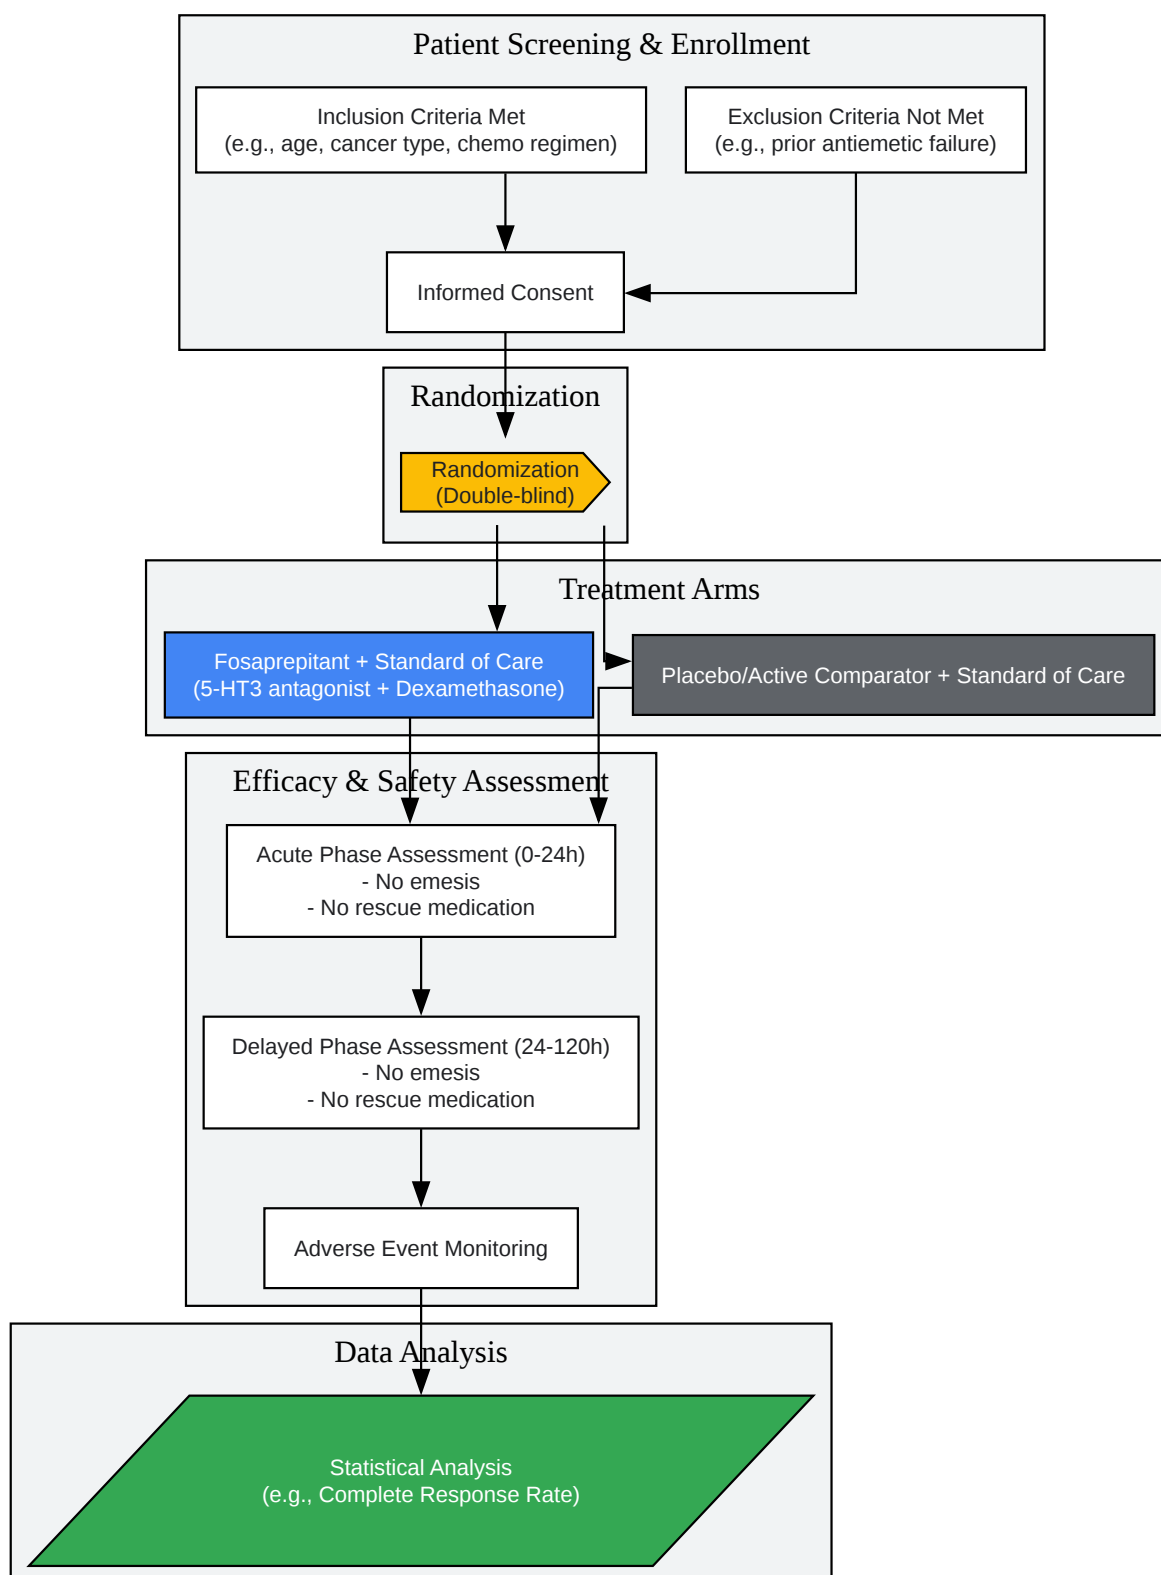 Patient Screening & Enrollment
Inclusion Criteria Met
(e.g., age, cancer type, chemo regimen)
Exclusion Criteria Not Met
(e.g., prior antiemetic failure)
Informed Consent
Randomization
Randomization
(Double-blind)
Treatment Arms
Fosaprepitant + Standard of Care
(5-HT3 antagonist + Dexamethasone)
Placebo/Active Comparator + Standard of Care
Efficacy & Safety Assessment
Acute Phase Assessment (0-24h)
- No emesis
- No rescue medication
Delayed Phase Assessment (24-120h)
- No emesis
- No rescue medication
Adverse Event Monitoring
Data Analysis
Statistical Analysis
(e.g., Complete Response Rate)